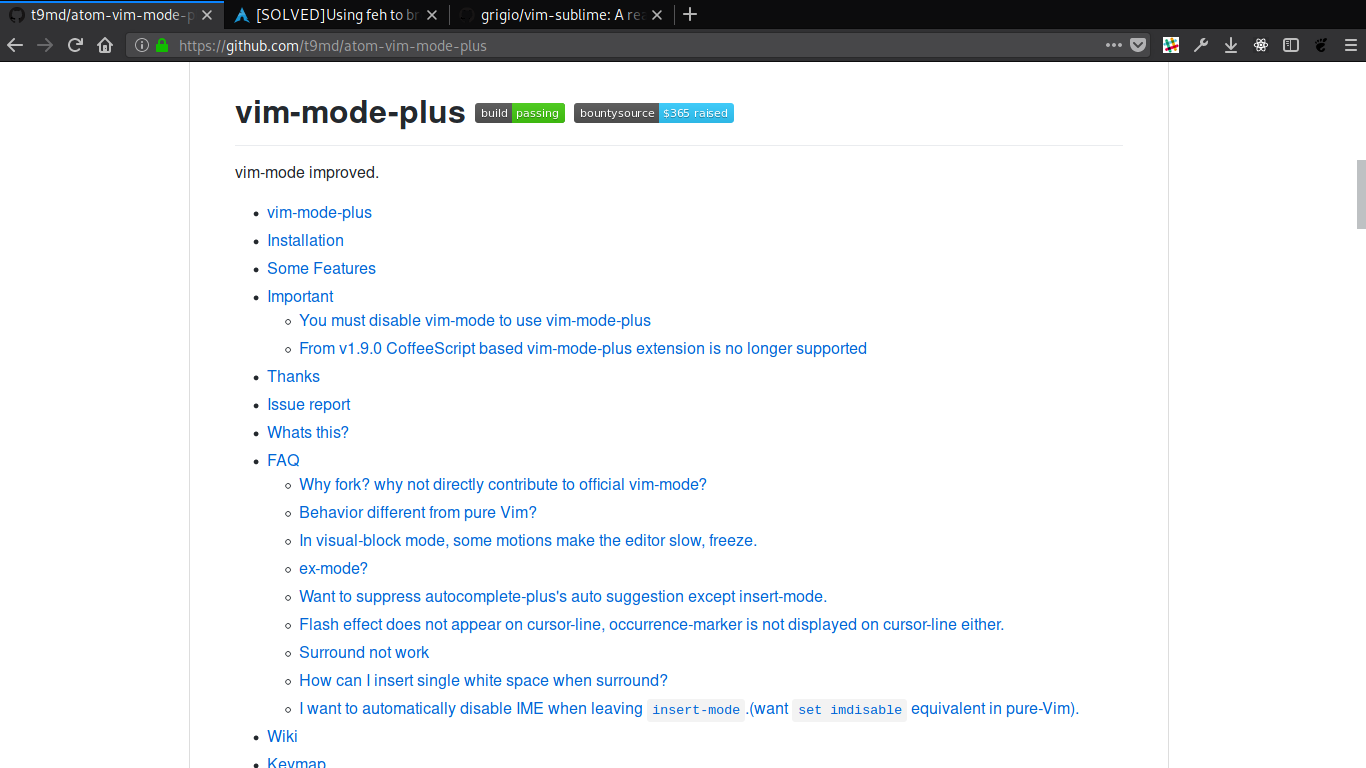 t9md/atom-vim-mode-p
[SOLVED]Using feh to br
grigio/vim-sublime: A rea
https://github.com/t9md/atom-vim-mode-plus
vim-mode-plus build passing bountysource $365 raised
vim-mode improved.
vim-mode-plus
Installation
Some Features
Important
You must disable vim-mode to use vim-mode-plus
From v1.9.0 CoffeeScript based vim-mode-plus extension is no longer supported
Thanks
Issue report
Whats this?
FAQ
Why fork? why not directly contribute to official vim-mode?
Behavior different from pure Vim?
In visual-block mode, some motions make the editor slow, freeze.
ex-mode?
Want to suppress autocomplete-plus's auto suggestion except insert-mode.
Flash effect does not appear on cursor-line, occurrence-marker is not displayed on cursor-line either.
Surround not work
How can I insert single white space when surround?
I want to automatically disable IME when leaving insert-mode.(want set imdisable equivalent in pure-Vim).
Wiki
Keymap